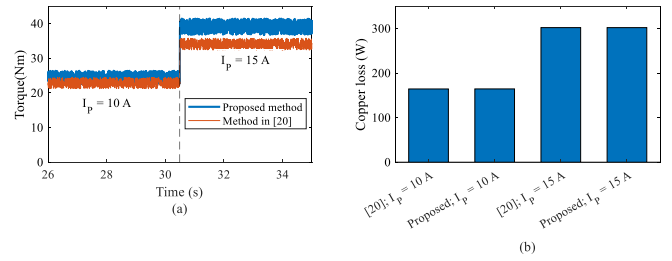 40
30
20
10
0
Torque(Nm)
I_P = 10 A
I_P = 15 A
Proposed method
Method in [20]
26 28 30 32 34
Time (s)
(a)
300
200
100
0
Copper loss (W)
[20]; I_P = 10 A
Proposed; I_P = 10 A
[20]; I_P = 15 A
Proposed; I_P = 15 A
(b)